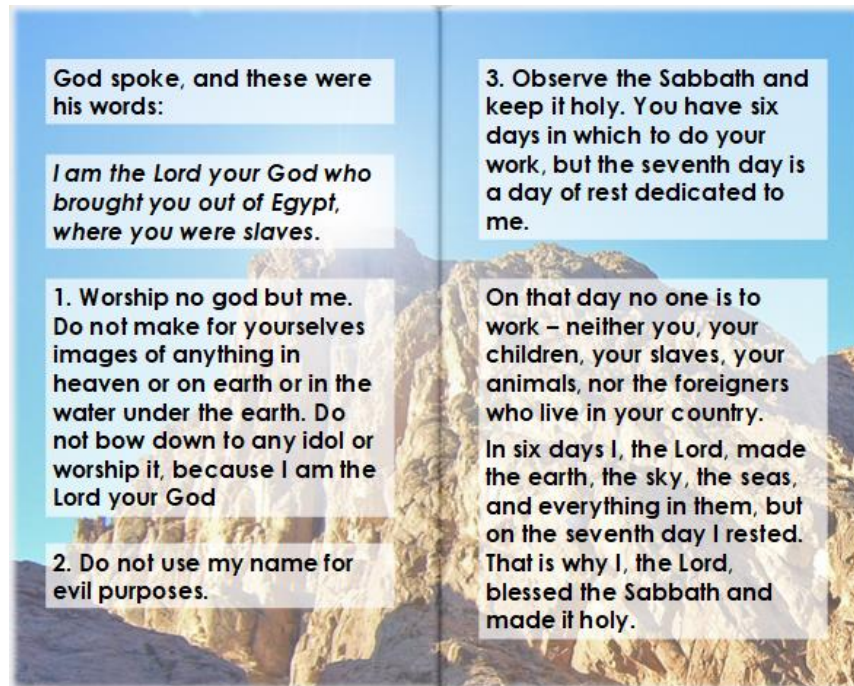 God spoke, and these were
his words:
I am the Lord your God who
brought you out of Egypt,
where you were slaves.
1. Worship no god but me.
Do not make for yourselves
images of anything in
heaven or on earth or in the
water under the earth. Do
not bow down to any idol or
worship it, because I am the
Lord your God
2. Do not use my name for
evil purposes.
3. Observe the Sabbath and
keep it holy. You have six
days in which to do your
work, but the seventh day is
a day of rest dedicated to
me.
On that day no one is to
work – neither you, your
children, your slaves, your
animals, nor the foreigners
who live in your country.
In six days I, the Lord, made
the earth, the sky, the seas,
and everything in them, but
on the seventh day I rested.
That is why I, the Lord,
blessed the Sabbath and
made it holy.